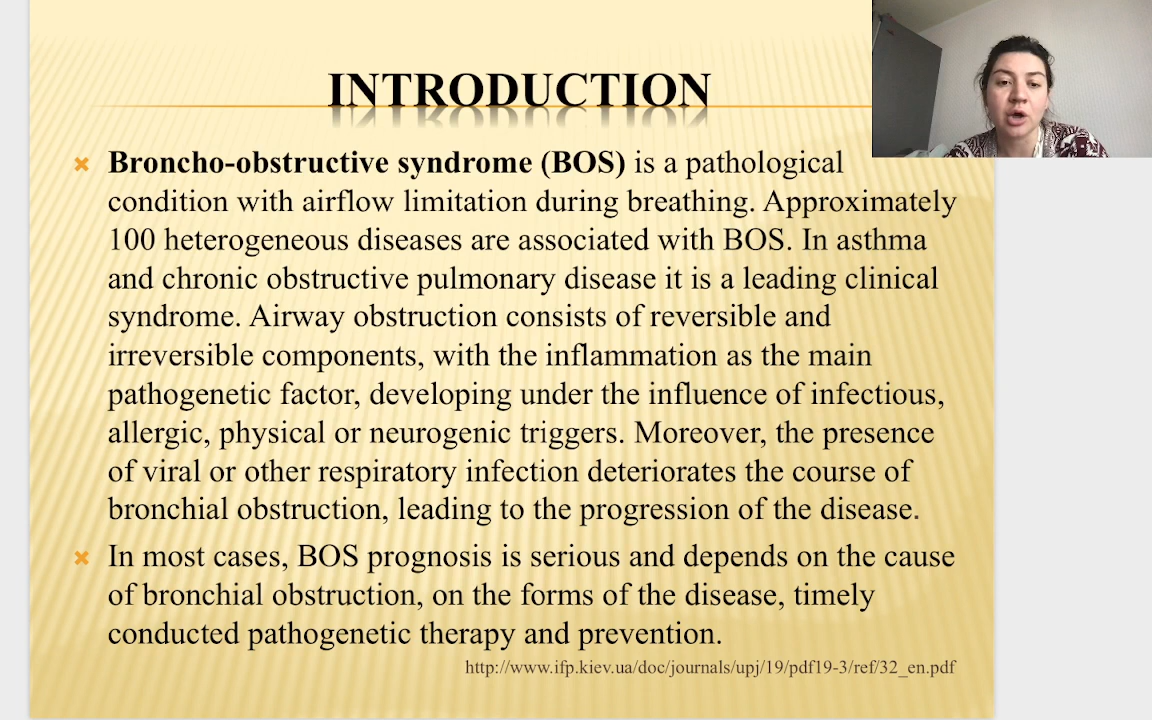 INTRODUCTION
Broncho-obstructive syndrome (BOS) is a pathological
condition with airflow limitation during breathing. Approximately
100 heterogeneous diseases are associated with BOS. In asthma
and chronic obstructive pulmonary disease it is a leading clinical
syndrome. Airway obstruction consists of reversible and
irreversible components, with the inflammation as the main
pathogenetic factor, developing under the influence of infectious,
allergic, physical or neurogenic triggers. Moreover, the presence
of viral or other respiratory infection deteriorates the course of
bronchial obstruction, leading to the progression of the disease.
In most cases, BOS prognosis is serious and depends on the cause
of bronchial obstruction, on the forms of the disease, timely
conducted pathogenetic therapy and prevention.
http://www.ifp.kiev.ua/doc/journals/upj/19/pdf19-3/ref/32_en.pdf